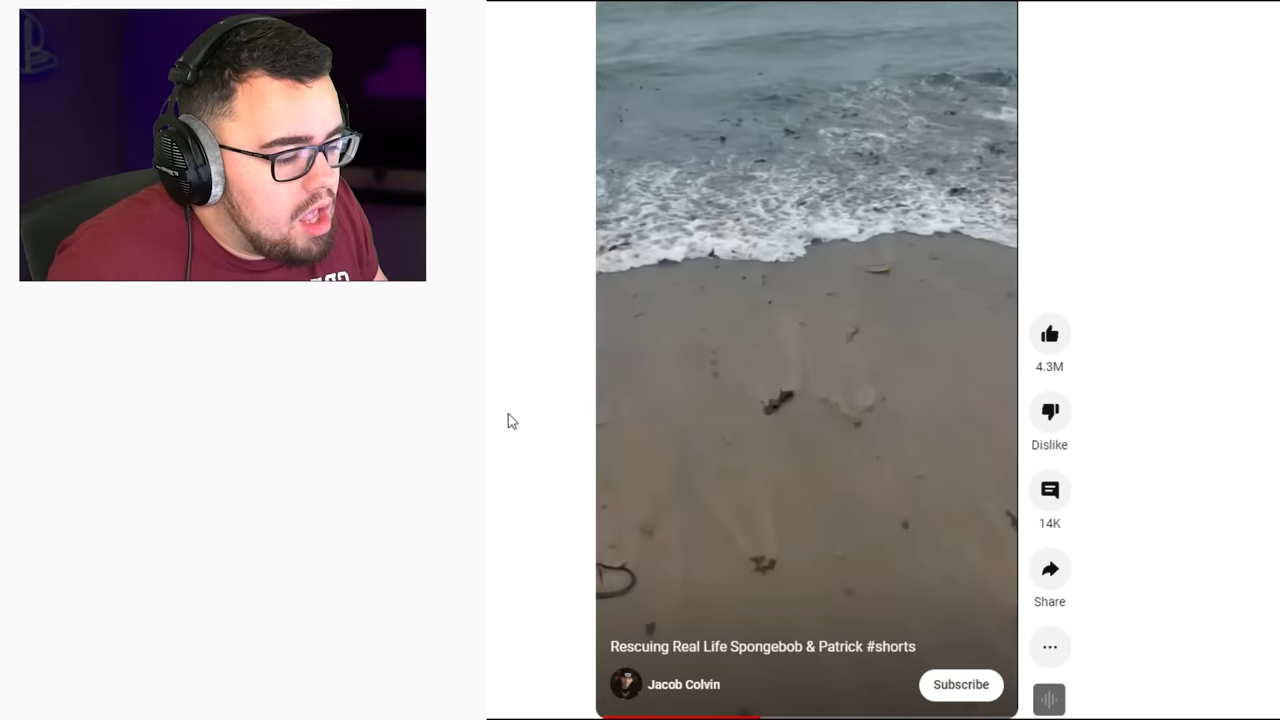 4.3M
Dislike
14K
Share
Rescuing Real Life Spongebob & Patrick #shorts
Jacob Colvin
Subscribe